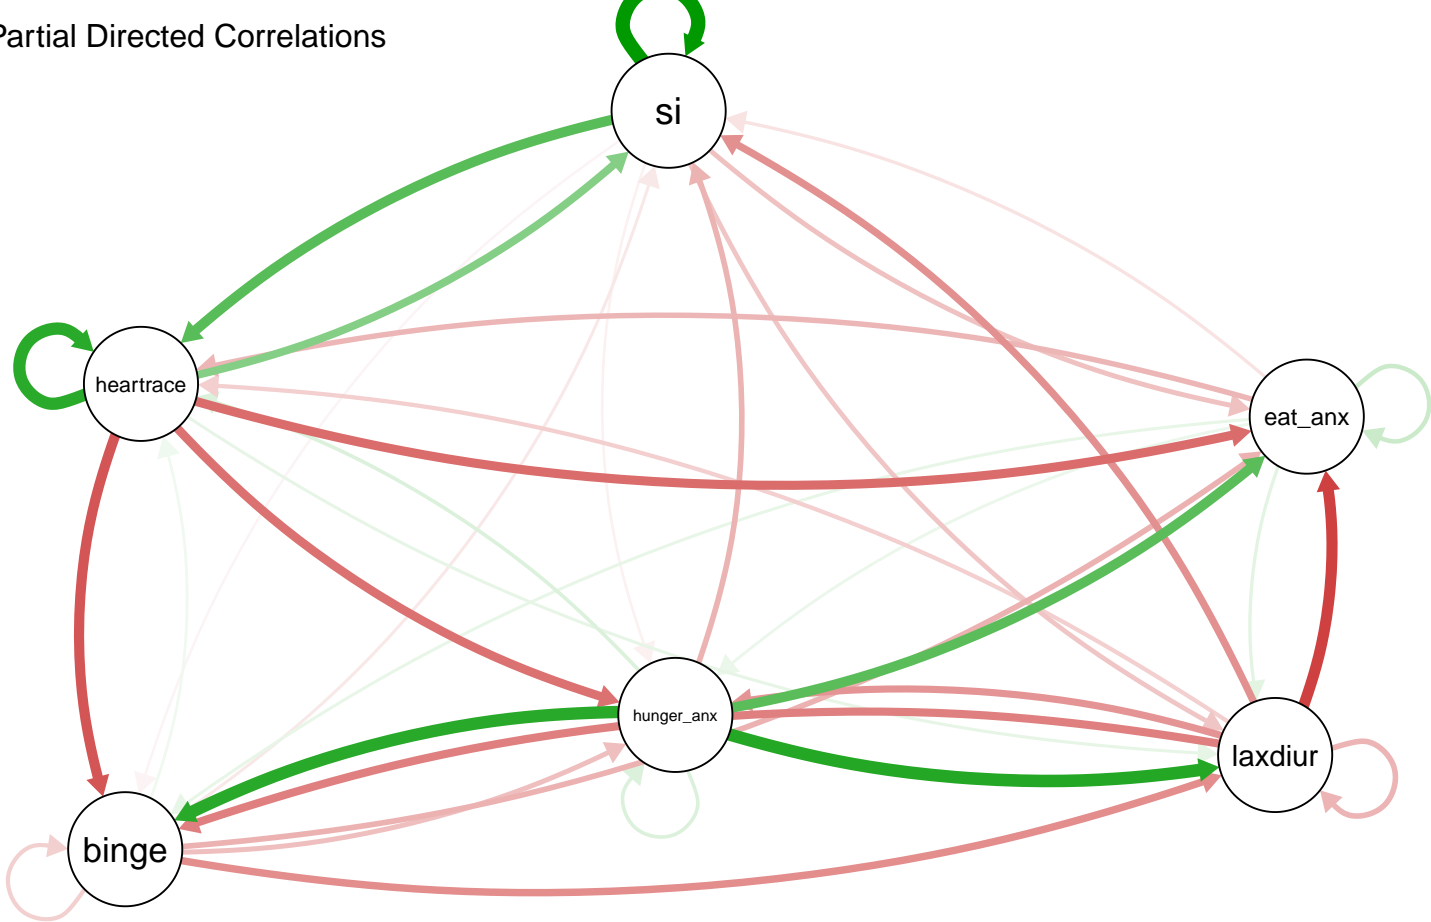 Partial Directed Correlations
si
heartrace
eat_anx
hunger_anx
laxdiur
binge